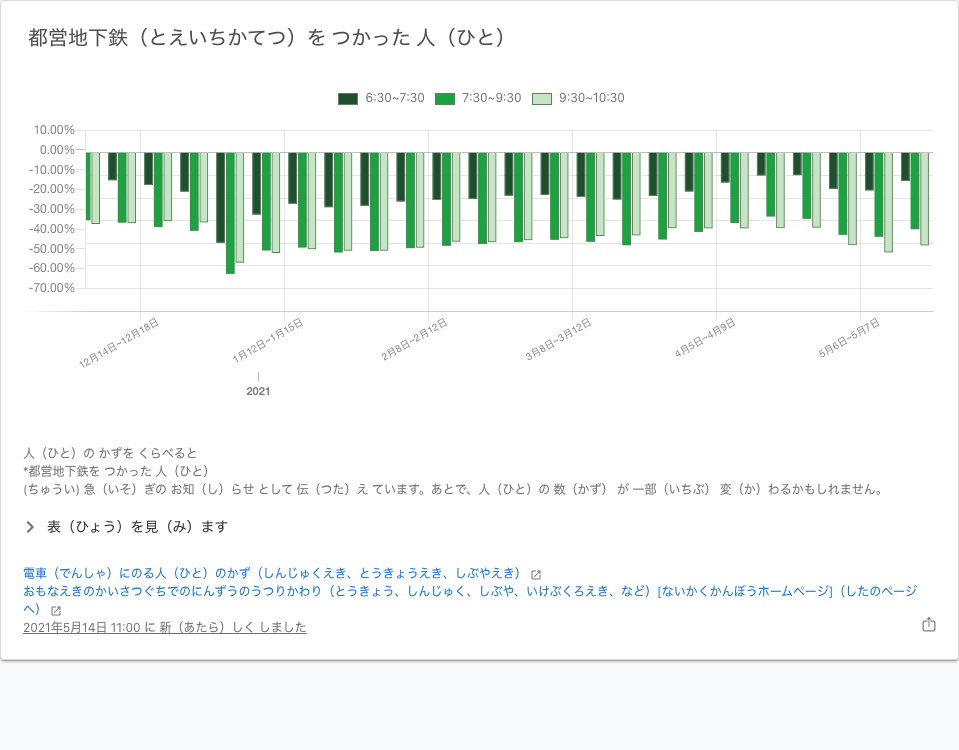 都営地下鉄（とえいちかてつ）を つかった 人（ひと）
6:30~7:30 7:30~9:30 9:30~10:30
10.00%
0.00%
-10.00%
-20.00%
-30.00%
-40.00%
-50.00%
-60.00%
-70.00%
12月14日~12月18日 1月12日~1月15日 2月8日~2月12日 3月8日~3月12日 4月5日~4月9日 5月6日~5月7日
2021
人（ひと）の かずを くらべると
*都営地下鉄を つかった 人（ひと）
(ちゅうい) 急（いそ）ぎの お知（し）らせ として 伝（つた）え ています。あとで、人（ひと）の 数（かず） が 一部（いちぶ） 変（か）わるかもしれません。
表（ひょう）を見（み）ます
電車（でんしゃ）にのる人（ひと）のかず（しんじゅくえき、とうきょうえき、しぶやえき）
おもなえきのかいさつぐちでのにんずうのうつりかわり（とうきょう、しんじゅく、しぶや、いけぶくろえき、など）[ないかくかんぼうホームページ]（したのページ
へ）
2021年5月14日 11:00 に 新（あたら）しく しました